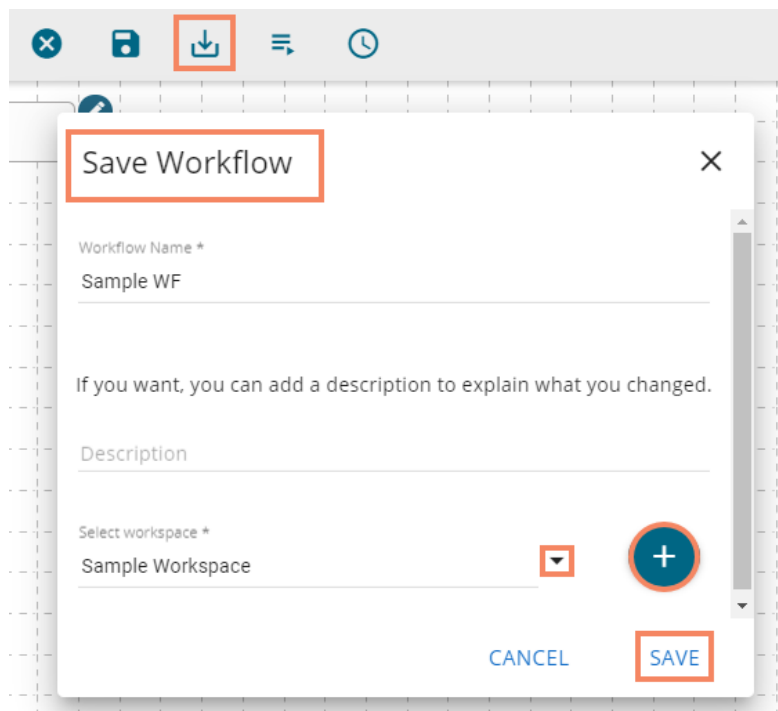 Save Workflow
Workflow Name *
Sample WF
If you want, you can add a description to explain what you changed.
Description
Select workspace *
Sample Workspace
CANCEL SAVE